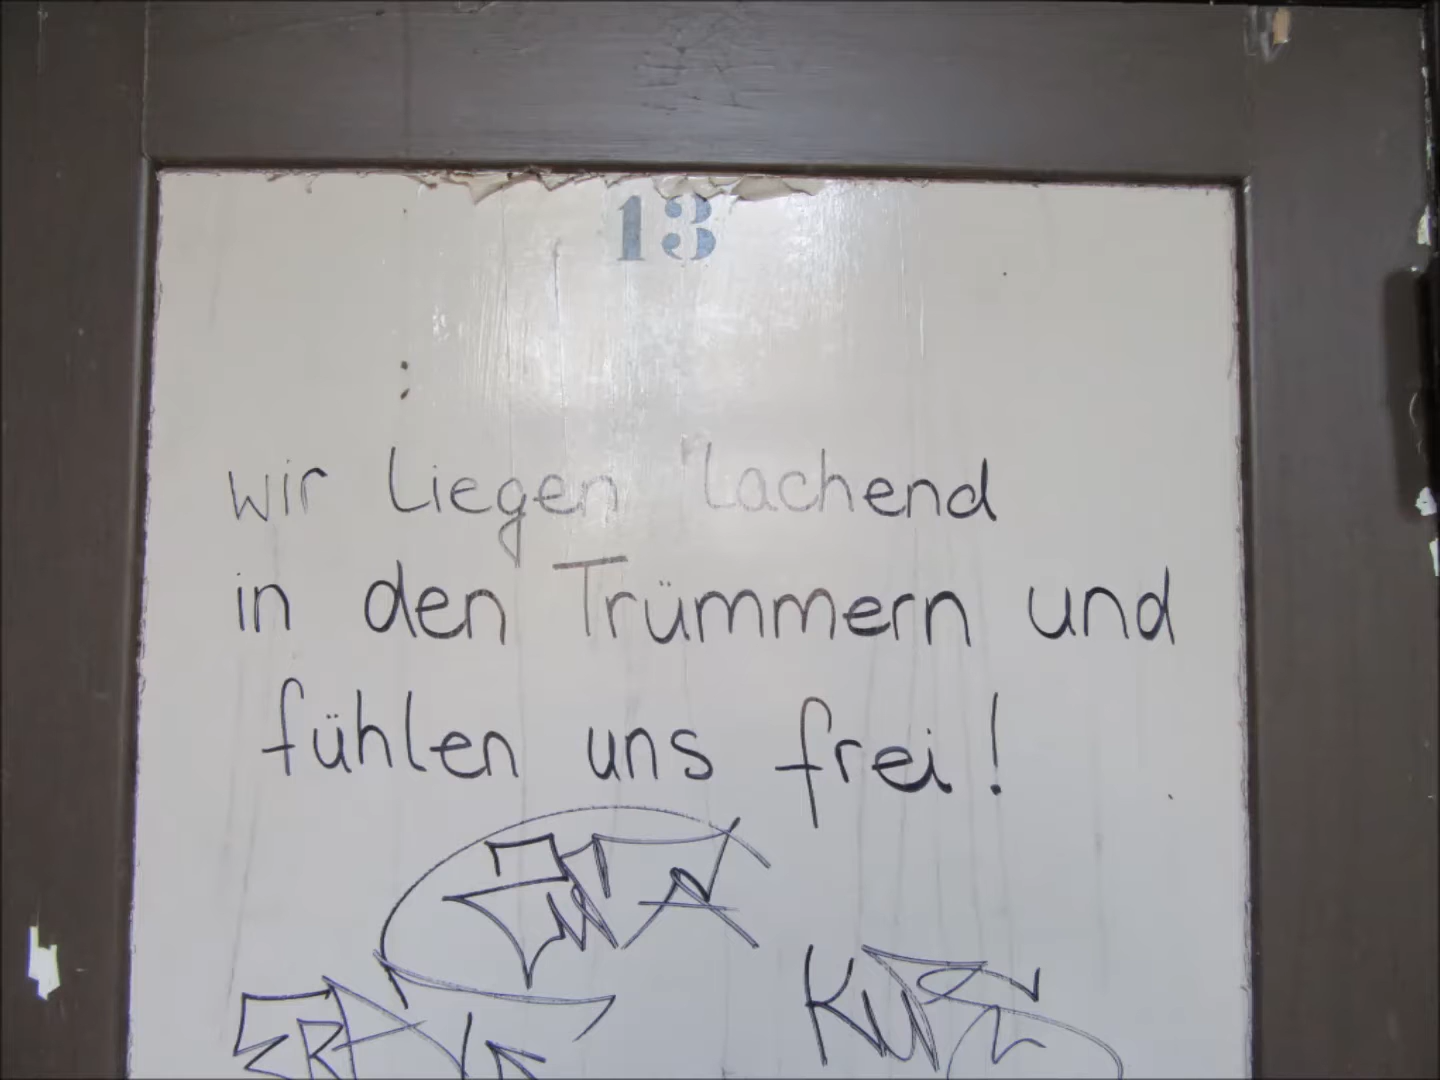 13
wir liegen lachend
in den Trümmern und
fühlen uns frei!